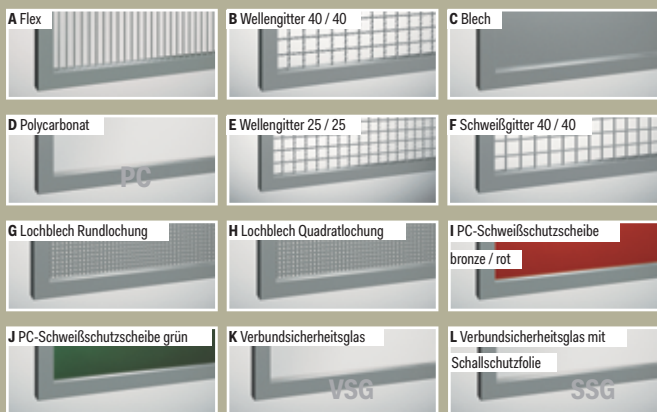 A Flex
B Wellengitter 40 / 40
C Blech
D Polycarbonat
PC
E Wellengitter 25 / 25
F Schweißgitter 40 / 40
G Lochblech Rundlochung
H Lochblech Quadratlochung
I PC-Schweißschutzscheibe
bronze / rot
J PC-Schweißschutzscheibe grün
K Verbundsicherheitsglas
VSG
L Verbundsicherheitsglas mit
Schallschutzfolie
SSG